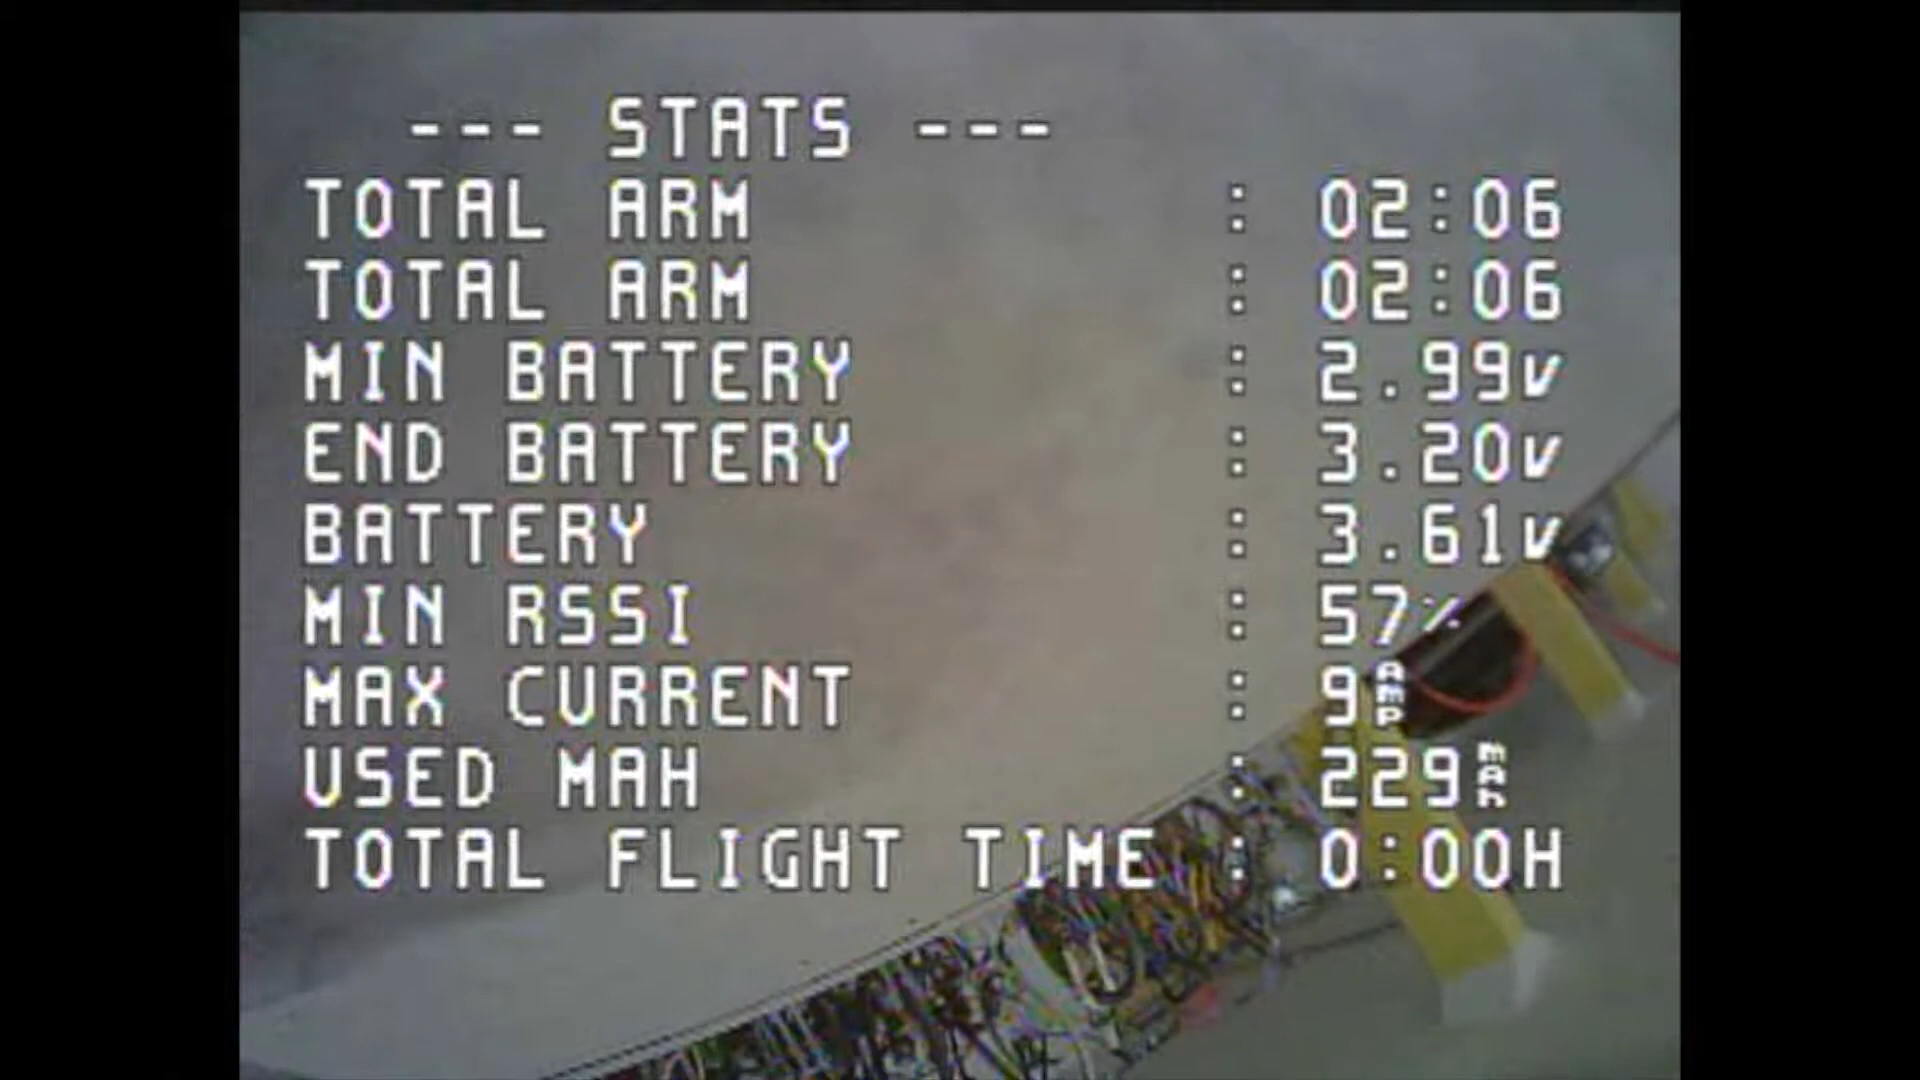 --- STATS ---
TOTAL ARM : 02:06
TOTAL ARM : 02:06
MIN BATTERY : 2.99V
END BATTERY : 3.20V
BATTERY : 3.61V
MIN RSSI : 57%
MAX CURRENT : 9AMP
USED MAH : 229mAh
TOTAL FLIGHT TIME : 0:00H